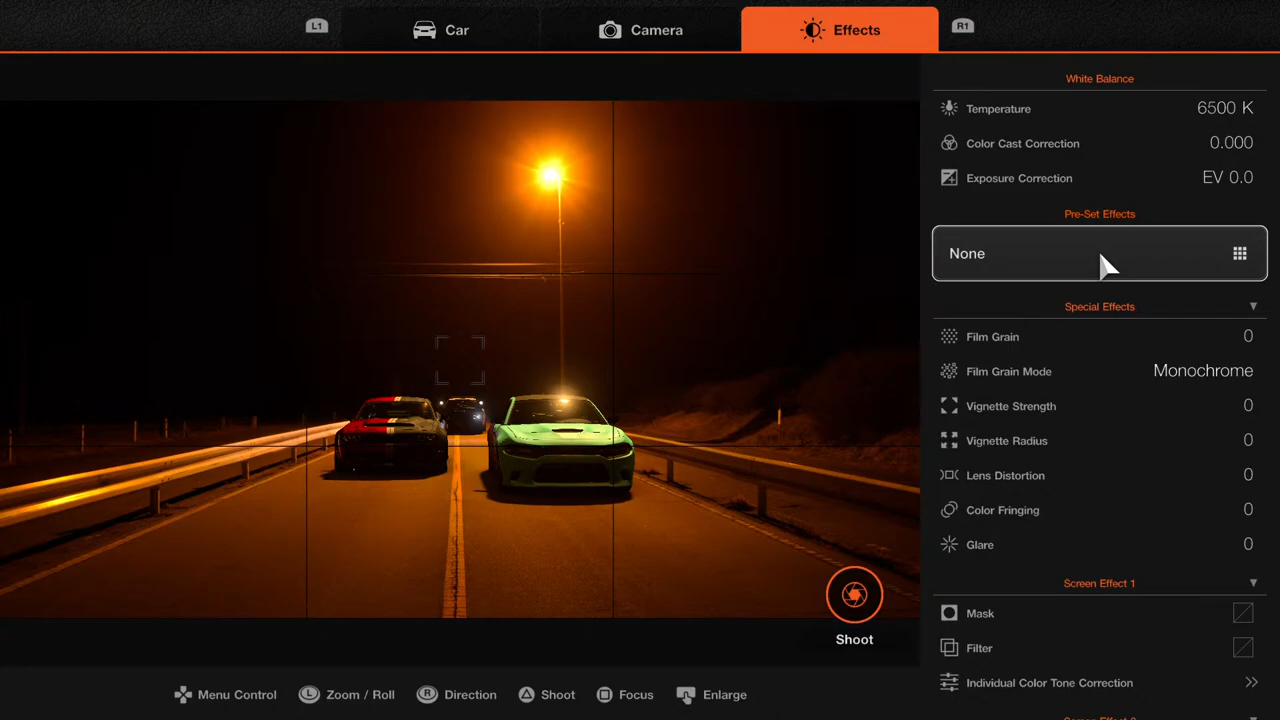 L1
Car
Camera
Effects
R1
White Balance
Temperature 6500 K
Color Cast Correction 0.000
Exposure Correction EV 0.0
Pre-Set Effects
None
Special Effects
Film Grain 0
Film Grain Mode Monochrome
Vignette Strength 0
Vignette Radius 0
Lens Distortion 0
Color Fringing 0
Glare 0
Screen Effect 1
Mask
Filter
Individual Color Tone Correction
Shoot
Menu Control
L Zoom / Roll
R Direction
Shoot
Focus
Enlarge